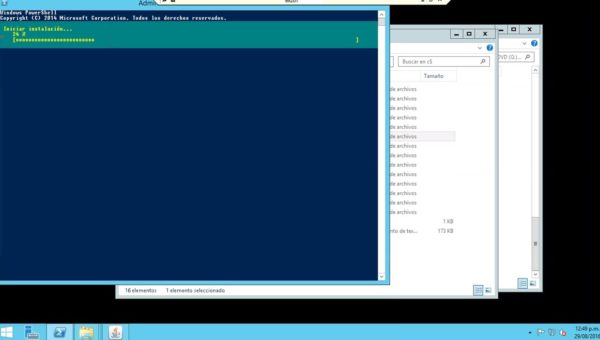 Admi
Windows PowerShell
Copyright (C) 2014 Microsoft Corporation. Todos los derechos reservados.
Iniciar instalación...
24 %
[oooooooooooooooooooooooo ]
Buscar en c5
DVD (G:)...
Tamaño
de archivos
de archivos
de archivos
de archivos
de archivos
de archivos
de archivos
de archivos
de archivos
de archivos
de archivos
de archivos
de archivos
de archivos
1 KB
nto de tex...
173 KB
16 elementos
1 elemento seleccionado
12:49 p.m.
29/08/2016